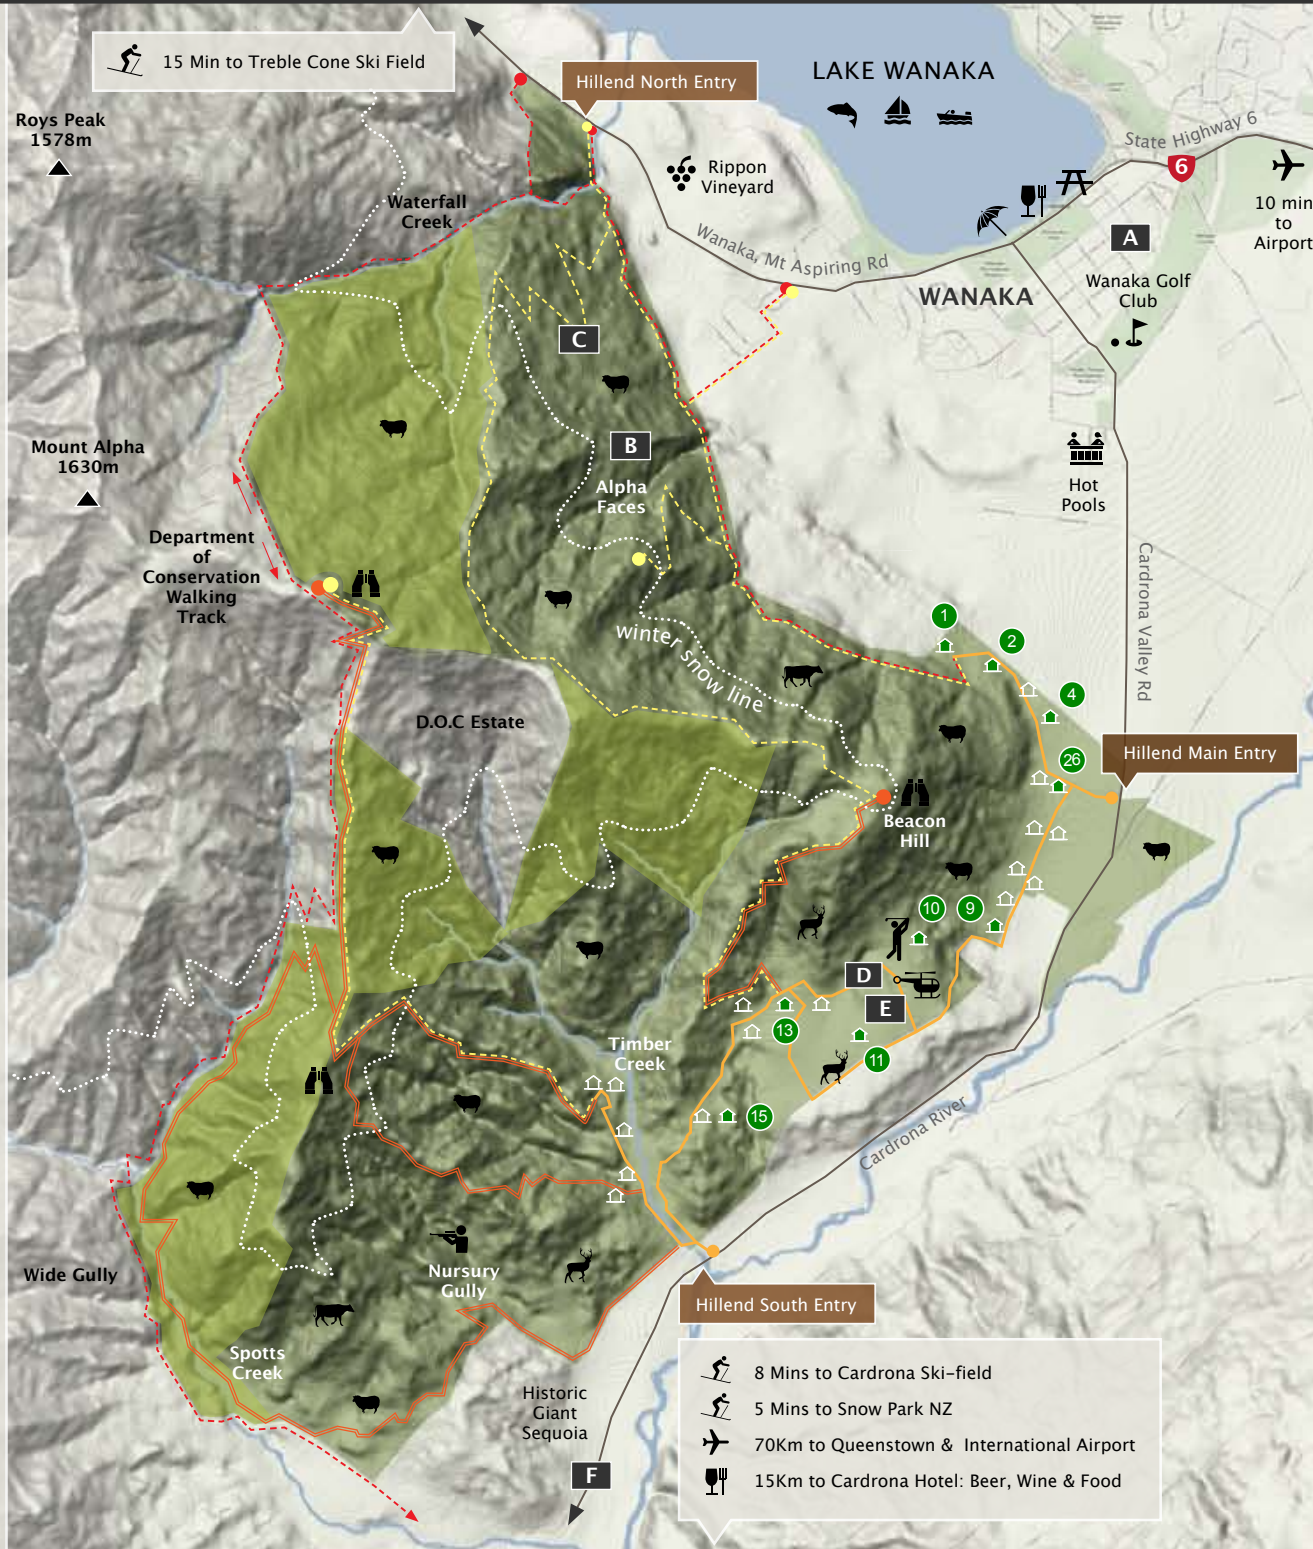 15 Min to Treble Cone Ski Field
Hillend North Entry
LAKE WANAKA
Roys Peak
1578m
State Highway 6
6
Rippon
Vineyard
10 min
to
Airport
Waterfall
Creek
A
Wanaka, Mt Aspiring Rd
WANAKA
Wanaka Golf
Club
C
B
Alpha
Faces
Mount Alpha
1630m
Hot
Pools
Department
of
Conservation
Walking
Track
Cardrona Valley Rd
winter snow line
1
2
4
D.O.C Estate
26
Hillend Main Entry
Beacon
Hill
10
9
D
E
13
11
Timber
Creek
15
Cardrona River
Nursury
Gully
Wide Gully
Hillend South Entry
Spotts
Creek
Historic
Giant
Sequoia
F
8 Mins to Cardrona Ski-field
5 Mins to Snow Park NZ
70Km to Queenstown & International Airport
15Km to Cardrona Hotel: Beer, Wine & Food